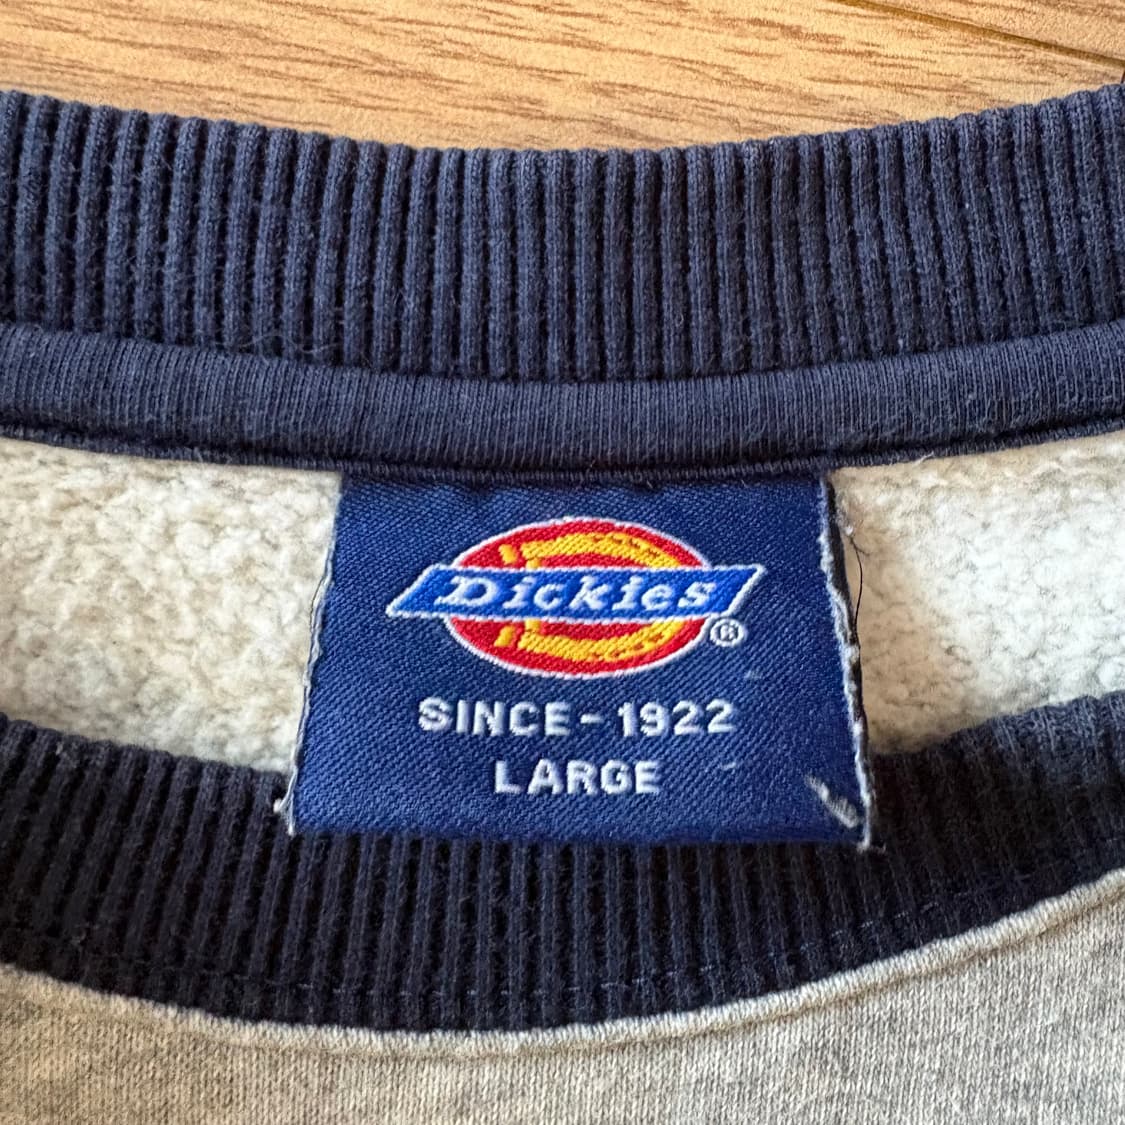 Dickies
®
SINCE-1922
LARGE